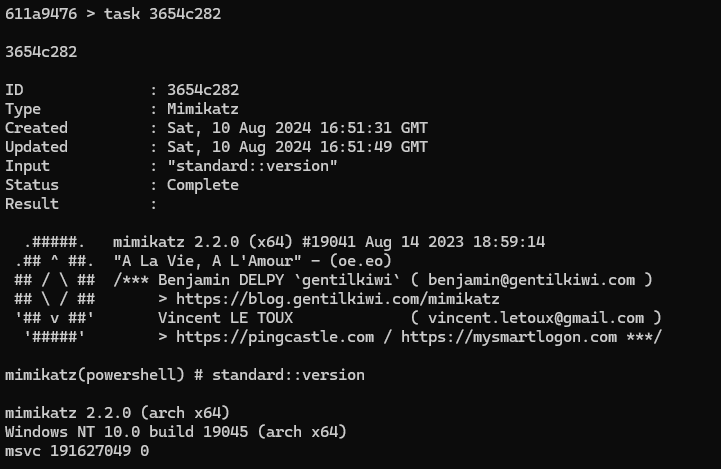 611a9476 > task 3654c282
3654c282
ID : 3654c282
Type : Mimikatz
Created : Sat, 10 Aug 2024 16:51:31 GMT
Updated : Sat, 10 Aug 2024 16:51:49 GMT
Input : "standard::version"
Status : Complete
Result :
.#####. mimikatz 2.2.0 (x64) #19041 Aug 14 2023 18:59:14
.## ^ ##. "A La Vie, A L'Amour" - (oe.eo)
## / \ ## /*** Benjamin DELPY `gentilkiwi` ( benjamin@gentilkiwi.com )
## \ / ## > https://blog.gentilkiwi.com/mimikatz
'## v ##' Vincent LE TOUX ( vincent.letoux@gmail.com )
'#####' > https://pingcastle.com / https://mysmartlogon.com ***/
mimikatz(powershell) # standard::version
mimikatz 2.2.0 (arch x64)
Windows NT 10.0 build 19045 (arch x64)
msvc 191627049 0